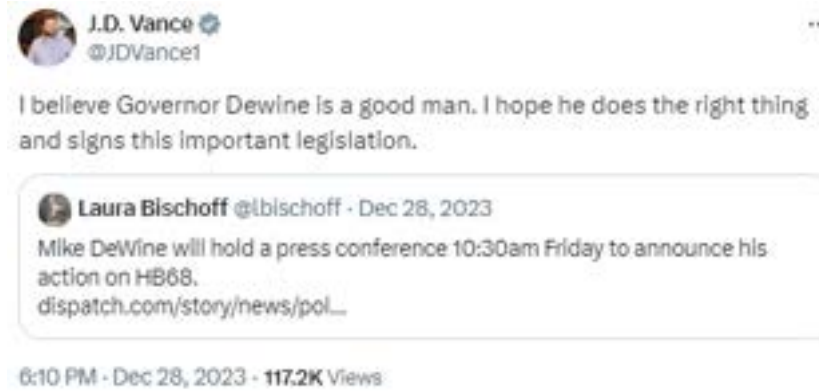 J.D. Vance
@JDVance1
I believe Governor Dewine is a good man. I hope he does the right thing
and signs this important legislation.
Laura Bischoff @lbischoff · Dec 28, 2023
Mike DeWine will hold a press conference 10:30am Friday to announce his
action on HB68.
dispatch.com/story/news/pol...
6:10 PM · Dec 28, 2023 · 117.2K Views